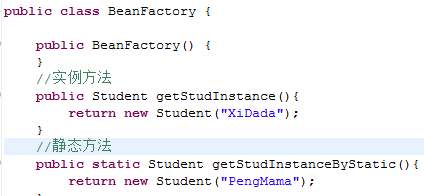 public class BeanFactory {
public BeanFactory() {
}
//实例方法
public Student getStudInstance(){
return new Student("XiDada");
}
//静态方法
public static Student getStudInstanceByStatic(){
return new Student("PengMama");
}